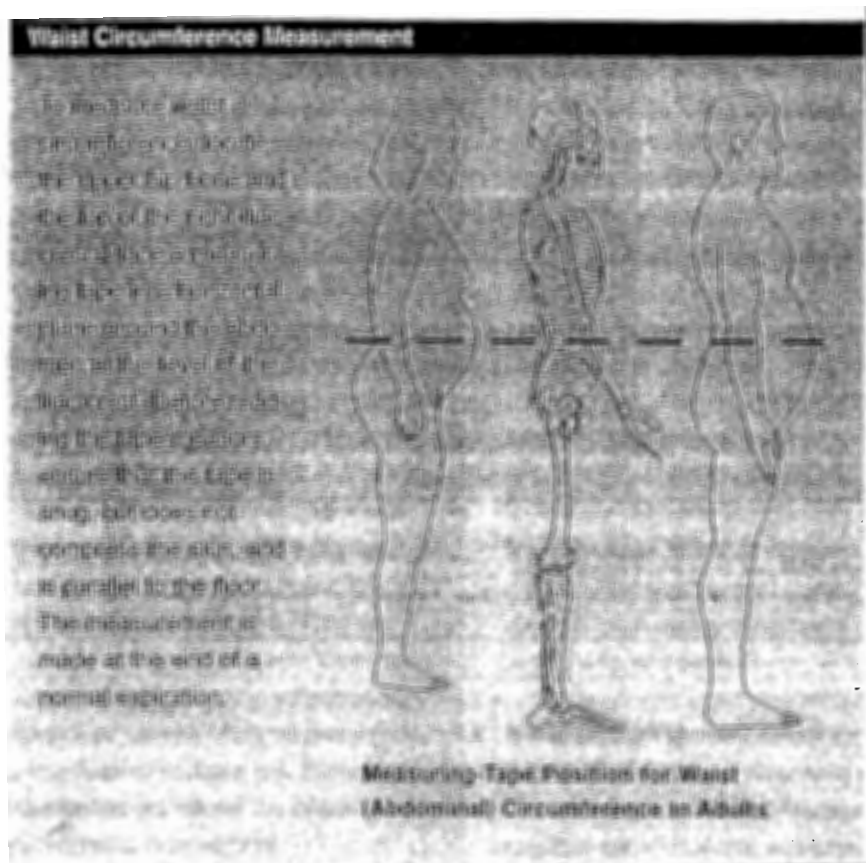 Waist Circumference Measurement
To measure waist
circumference, locate
the upper hip bone and
the top of the right iliac
crest. Place a measur-
ing tape in a horizontal
plane around the abdo-
men at the level of the
iliac crest. Before read-
ing the tape measure,
ensure that the tape is
snug, but does not
compress the skin, and
is parallel to the floor.
The measurement is
made at the end of a
normal expiration.
Measuring-Tape Position for Waist
(Abdominal) Circumference in Adults